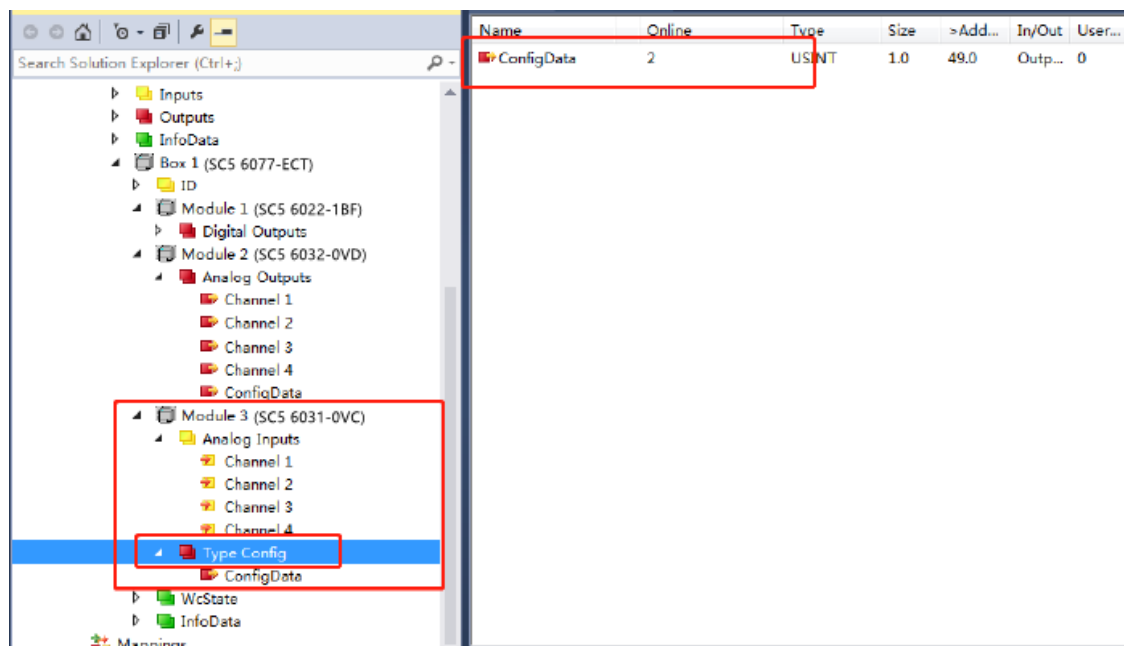 Search Solution Explorer (Ctrl+;)
Inputs
Outputs
InfoData
Box 1 (SC5 6077-ECT)
ID
Module 1 (SC5 6022-1BF)
Digital Outputs
Module 2 (SC5 6032-0VD)
Analog Outputs
Channel 1
Channel 2
Channel 3
Channel 4
ConfigData
Module 3 (SC5 6031-0VC)
Analog Inputs
Channel 1
Channel 2
Channel 3
Channel 4
Type Config
ConfigData
WcState
InfoData
Mappings
Name Online Type Size >Add... In/Out User...
ConfigData 2 USINT 1.0 49.0 Outp... 0